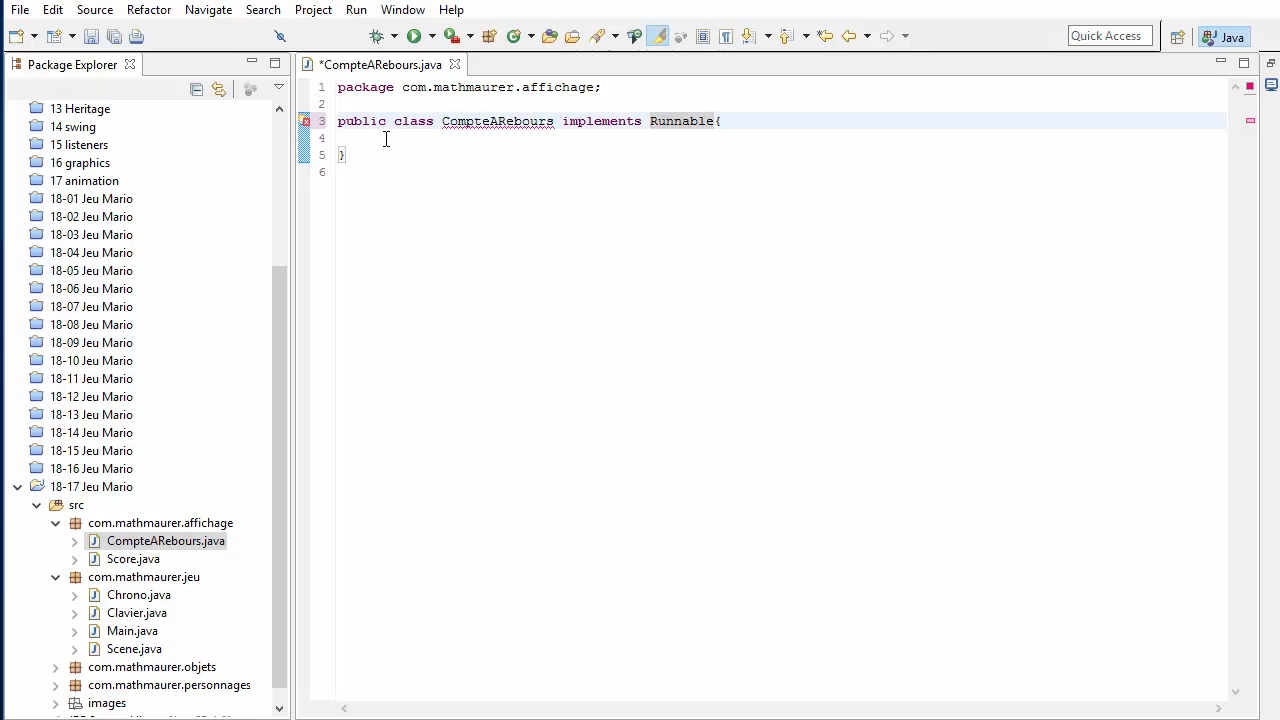 File Edit Source Refactor Navigate Search Project Run Window Help
Quick Access Java
Package Explorer
*CompteARebours.java
13 Heritage
14 swing
15 listeners
16 graphics
17 animation
18-01 Jeu Mario
18-02 Jeu Mario
18-03 Jeu Mario
18-04 Jeu Mario
18-05 Jeu Mario
18-06 Jeu Mario
18-07 Jeu Mario
18-08 Jeu Mario
18-09 Jeu Mario
18-10 Jeu Mario
18-11 Jeu Mario
18-12 Jeu Mario
18-13 Jeu Mario
18-14 Jeu Mario
18-15 Jeu Mario
18-16 Jeu Mario
18-17 Jeu Mario
src
com.mathmaurer.affichage
CompteARebours.java
Score.java
com.mathmaurer.jeu
Chrono.java
Clavier.java
Main.java
Scene.java
com.mathmaurer.objets
com.mathmaurer.personnages
images
1 package com.mathmaurer.affichage;
2
3 public class CompteARebours implements Runnable{
4
5 }
6